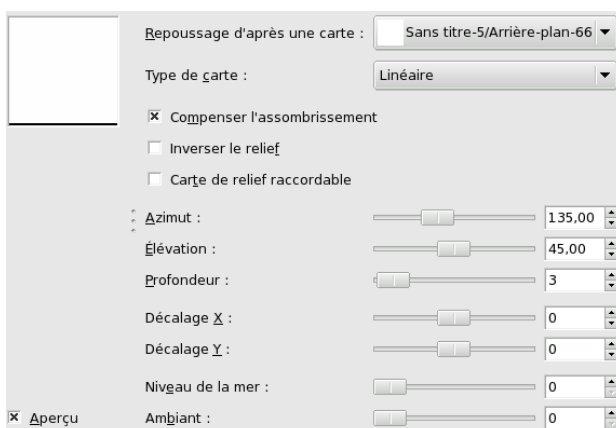 Repoussage d'après une carte : Sans titre-5/Arrière-plan-66
Type de carte : Linéaire
Compenser l'assombrissement
Inverser le relief
Carte de relief raccordable
Azimut : 135,00
Élévation : 45,00
Profondeur : 3
Décalage X : 0
Décalage Y : 0
Niveau de la mer : 0
Aperçu Ambiant : 0